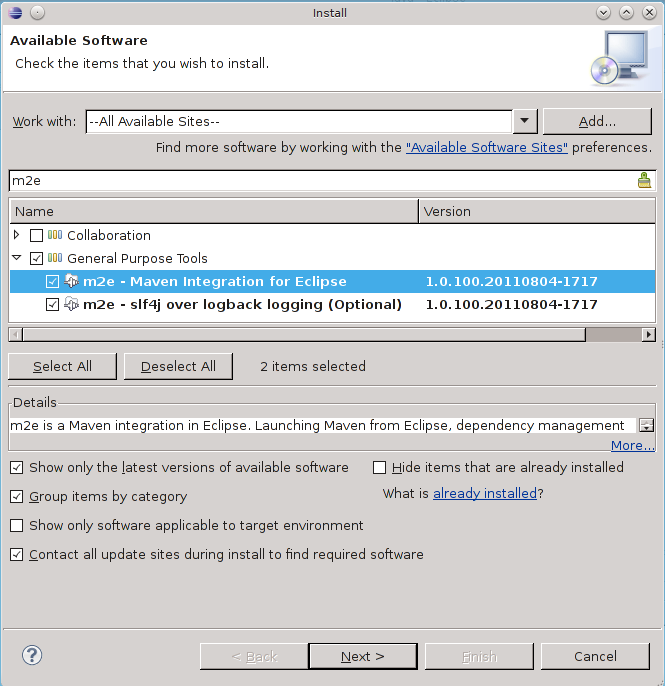 Install
Available Software
Check the items that you wish to install.
Work with: --All Available Sites-- Add...
Find more software by working with the "Available Software Sites" preferences.
m2e
Name Version
Collaboration
General Purpose Tools
m2e - Maven Integration for Eclipse 1.0.100.20110804-1717
m2e - slf4j over logback logging (Optional) 1.0.100.20110804-1717
Select All Deselect All 2 items selected
Details
m2e is a Maven integration in Eclipse. Launching Maven from Eclipse, dependency management
More...
Show only the latest versions of available software Hide items that are already installed
Group items by category What is already installed?
Show only software applicable to target environment
Contact all update sites during install to find required software
? < Back Next > Finish Cancel